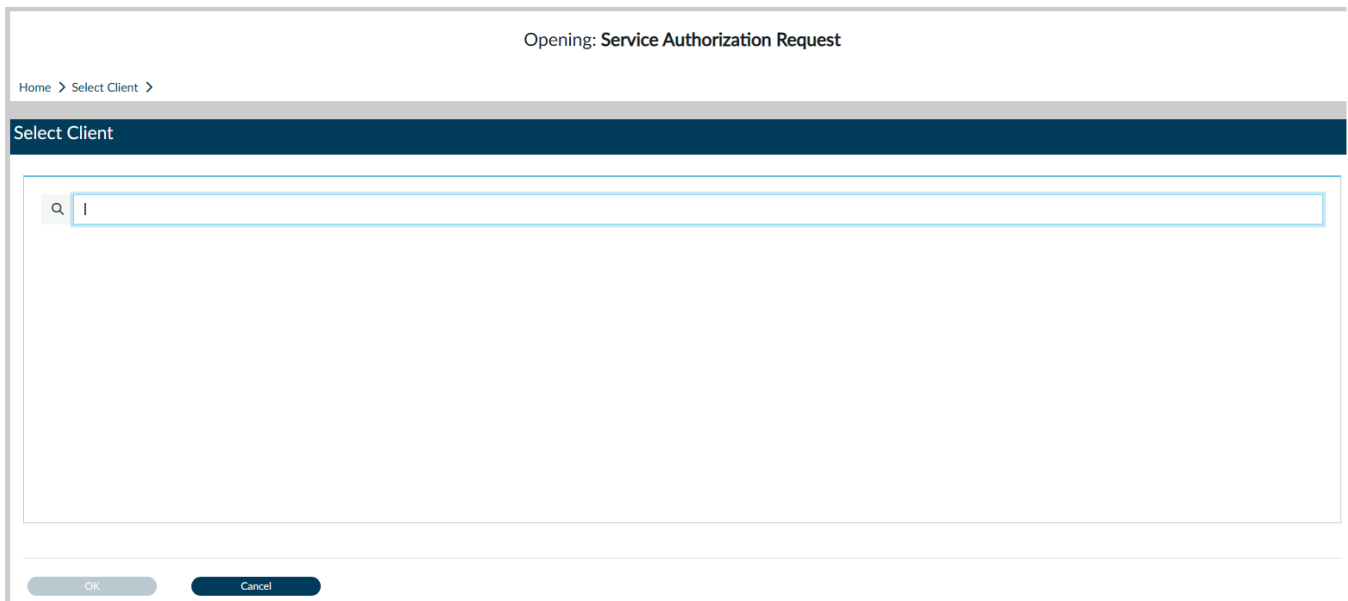 Opening: Service Authorization Request
Home > Select Client >
Select Client
OK
Cancel